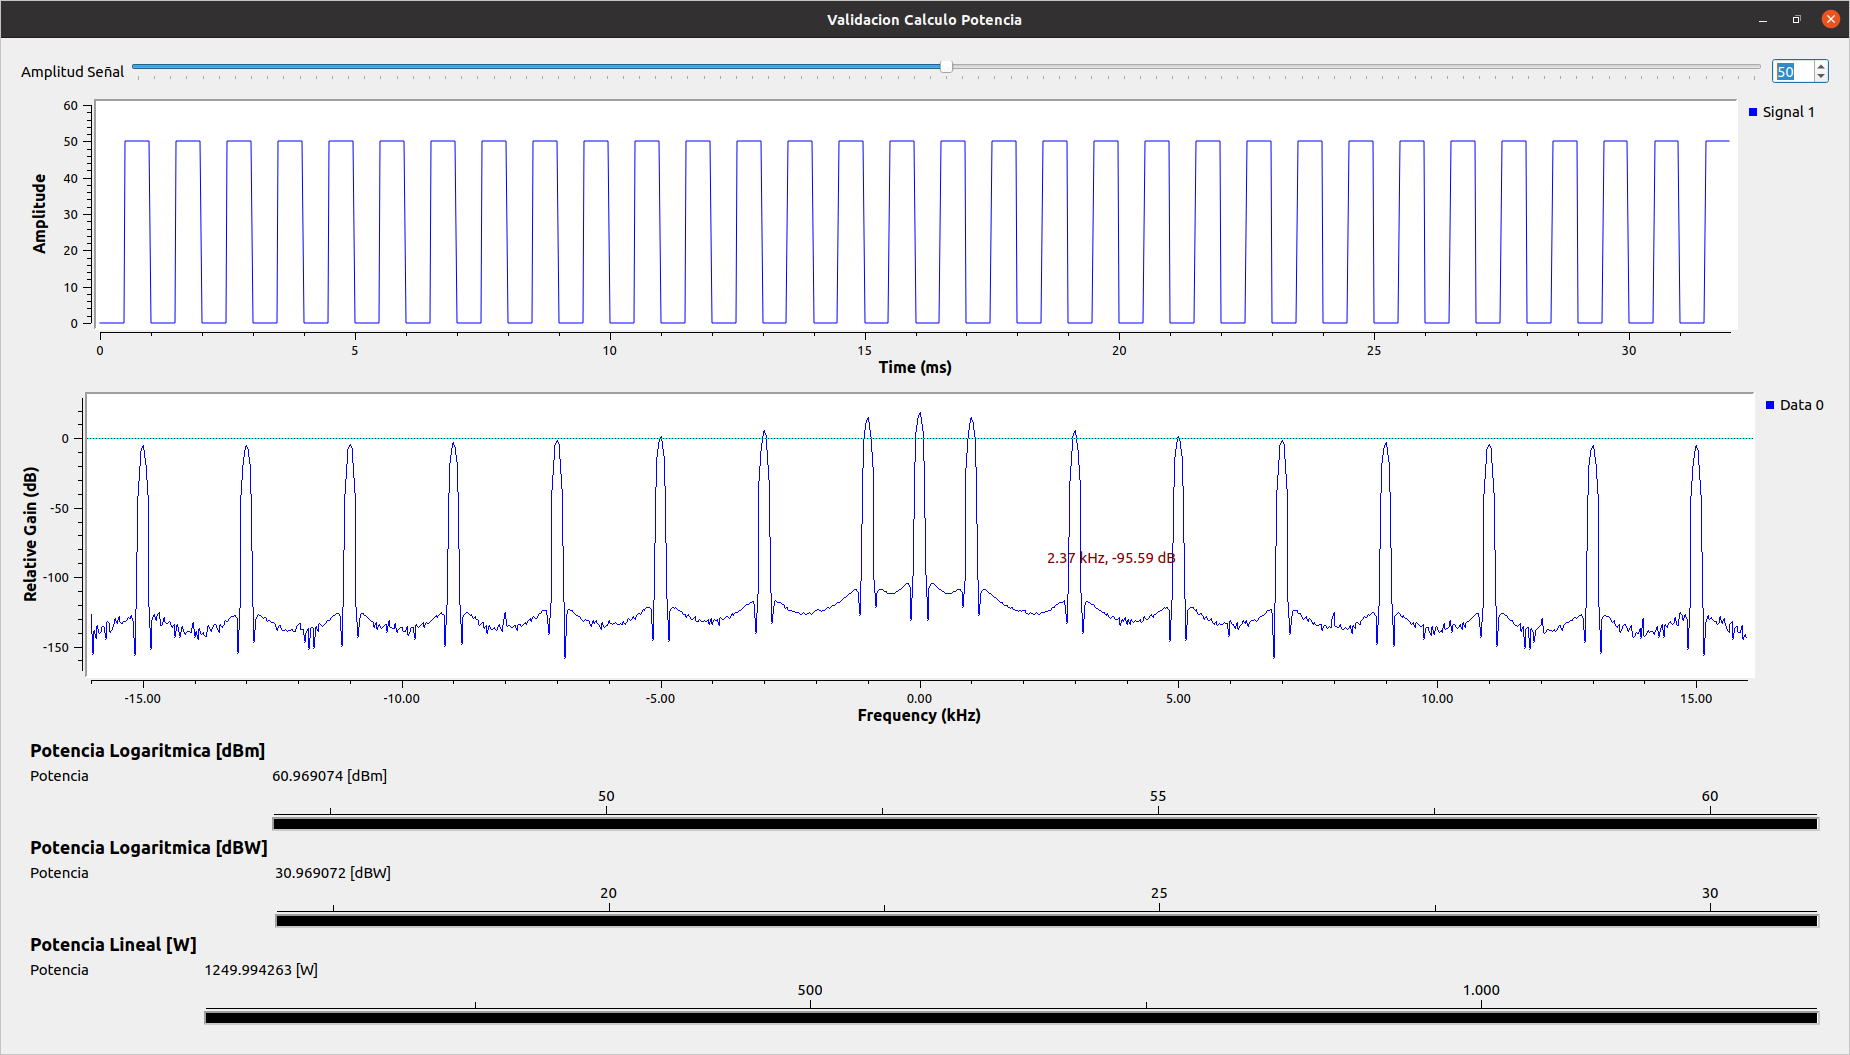 Validacion Calculo Potencia
Amplitud Señal
50
Signal 1
60
50
40
30
20
10
0
Amplitude
0 5 10 15 20 25 30
Time (ms)
Data 0
0
-50
-100
-150
Relative Gain (dB)
2.37 kHz, -95.59 dB
-15.00 -10.00 -5.00 0.00 5.00 10.00 15.00
Frequency (kHz)
Potencia Logaritmica [dBm]
Potencia 60.969074 [dBm]
50 55 60
Potencia Logaritmica [dBW]
Potencia 30.969072 [dBW]
20 25 30
Potencia Lineal [W]
Potencia 1249.994263 [W]
500 1.000